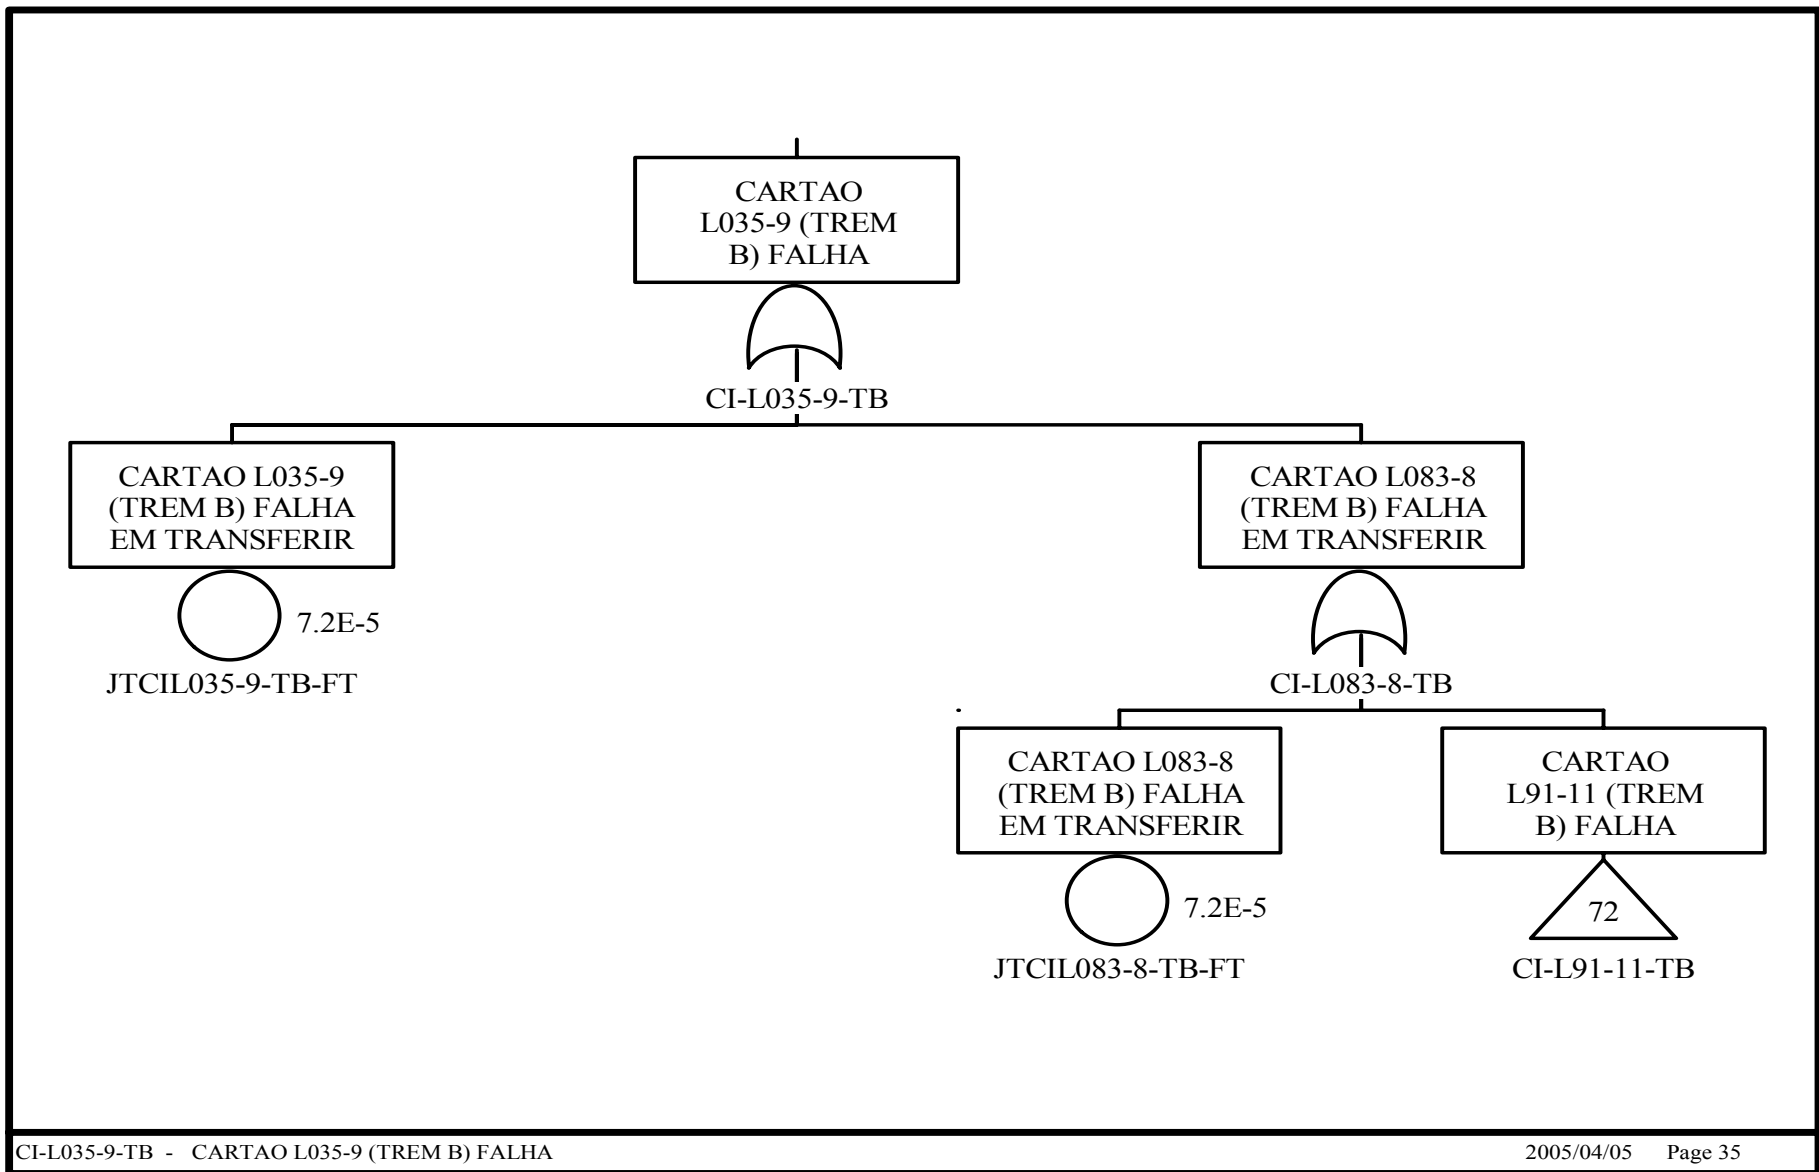 CARTAO
L035-9 (TREM
B) FALHA
CI-L035-9-TB
CARTAO L035-9
(TREM B) FALHA
EM TRANSFERIR
7.2E-5
JTCIL035-9-TB-FT
CARTAO L083-8
(TREM B) FALHA
EM TRANSFERIR
CI-L083-8-TB
CARTAO L083-8
(TREM B) FALHA
EM TRANSFERIR
7.2E-5
JTCIL083-8-TB-FT
CARTAO
L91-11 (TREM
B) FALHA
72
CI-L91-11-TB
CI-L035-9-TB - CARTAO L035-9 (TREM B) FALHA
2005/04/05 Page 35